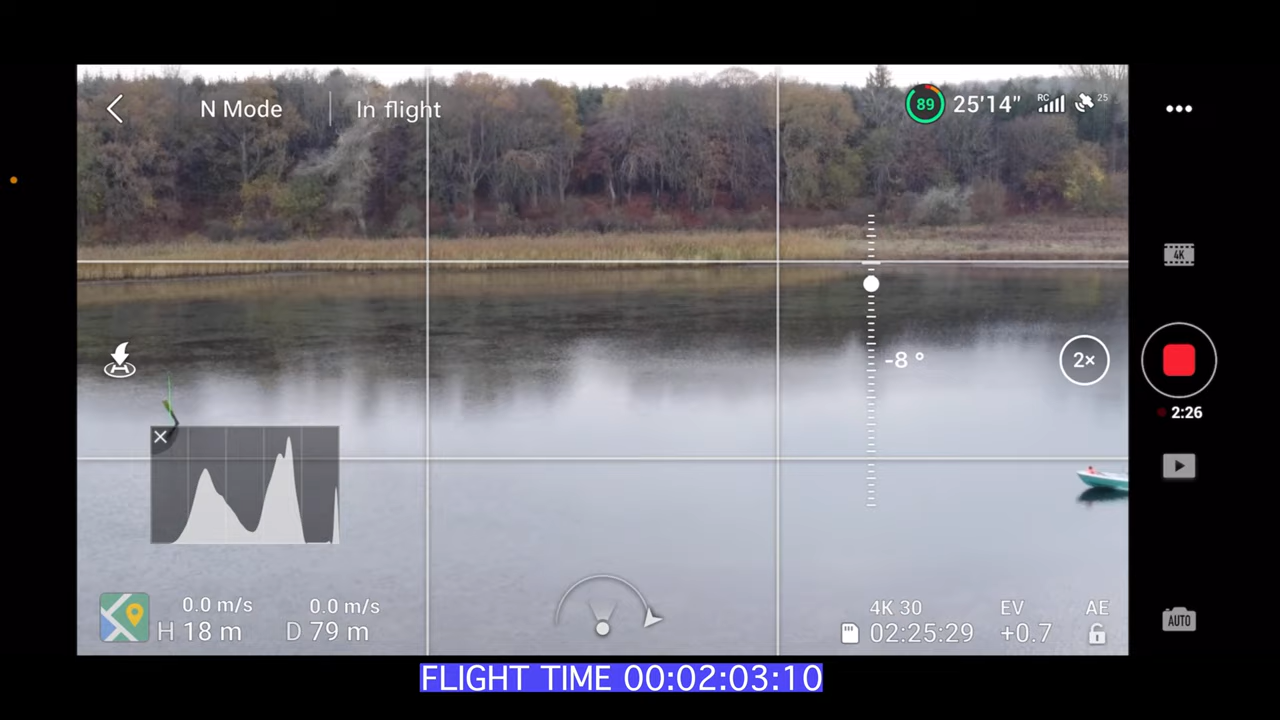 N Mode In flight 89 25'14" RC 25
4K
-8 °
2×
2:26
0.0 m/s 0.0 m/s
H 18 m D 79 m
4K 30 EV AE
02:25:29 +0.7
AUTO
FLIGHT TIME 00:02:03:10